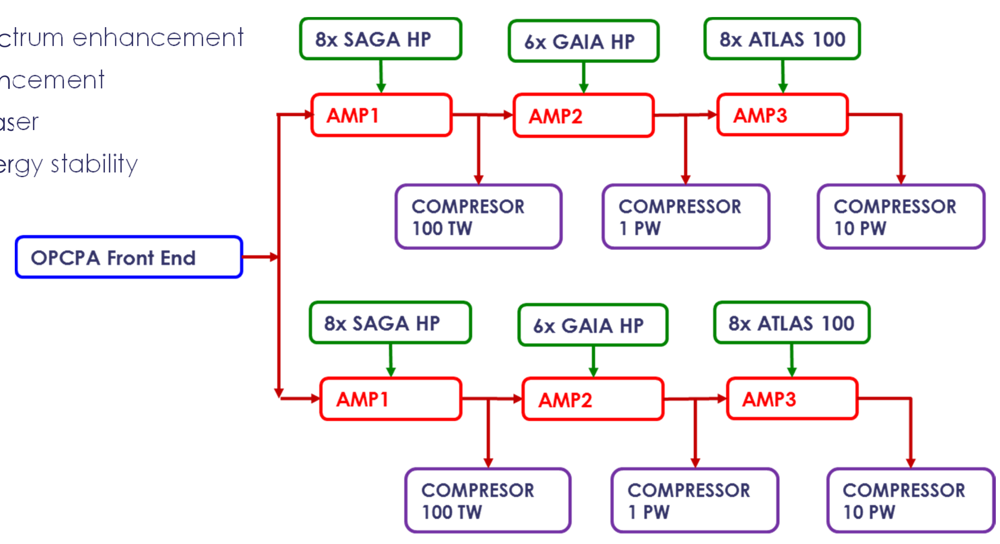 ctrum enhancement
ncement
aser
ergy stability
8x SAGA HP
6x GAIA HP
8x ATLAS 100
AMP1
AMP2
AMP3
COMPRESOR
100 TW
COMPRESSOR
1 PW
COMPRESSOR
10 PW
OPCPA Front End
8x SAGA HP
6x GAIA HP
8x ATLAS 100
AMP1
AMP2
AMP3
COMPRESOR
100 TW
COMPRESSOR
1 PW
COMPRESSOR
10 PW